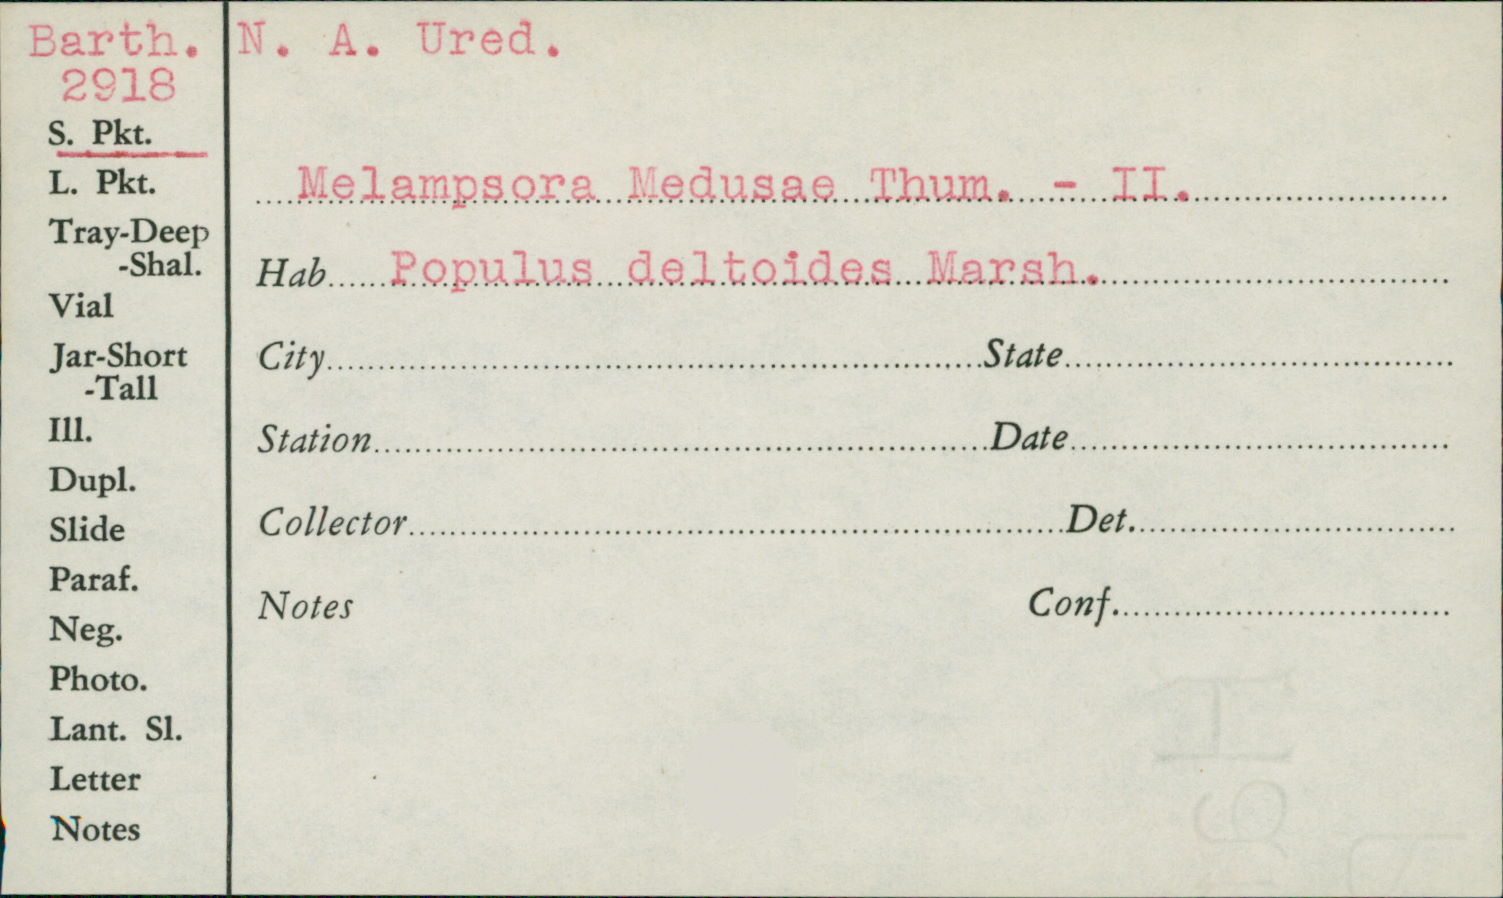 Barth. N. A. Ured.
2918
S. Pkt.
L. Pkt.
Tray-Deep
-Shal.
Vial
Jar-Short
-Tall
Ill.
Dupl.
Slide
Paraf.
Neg.
Photo.
Lant. Sl.
Letter
Notes
Melampsora Medusae Thum. - II.
Hab Populus deltoides Marsh.
City State
Station Date
Collector Det.
Notes Conf.